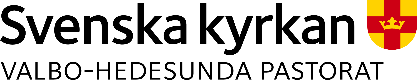 Svenska kyrkan
VALBO-HEDESUNDA PASTORAT